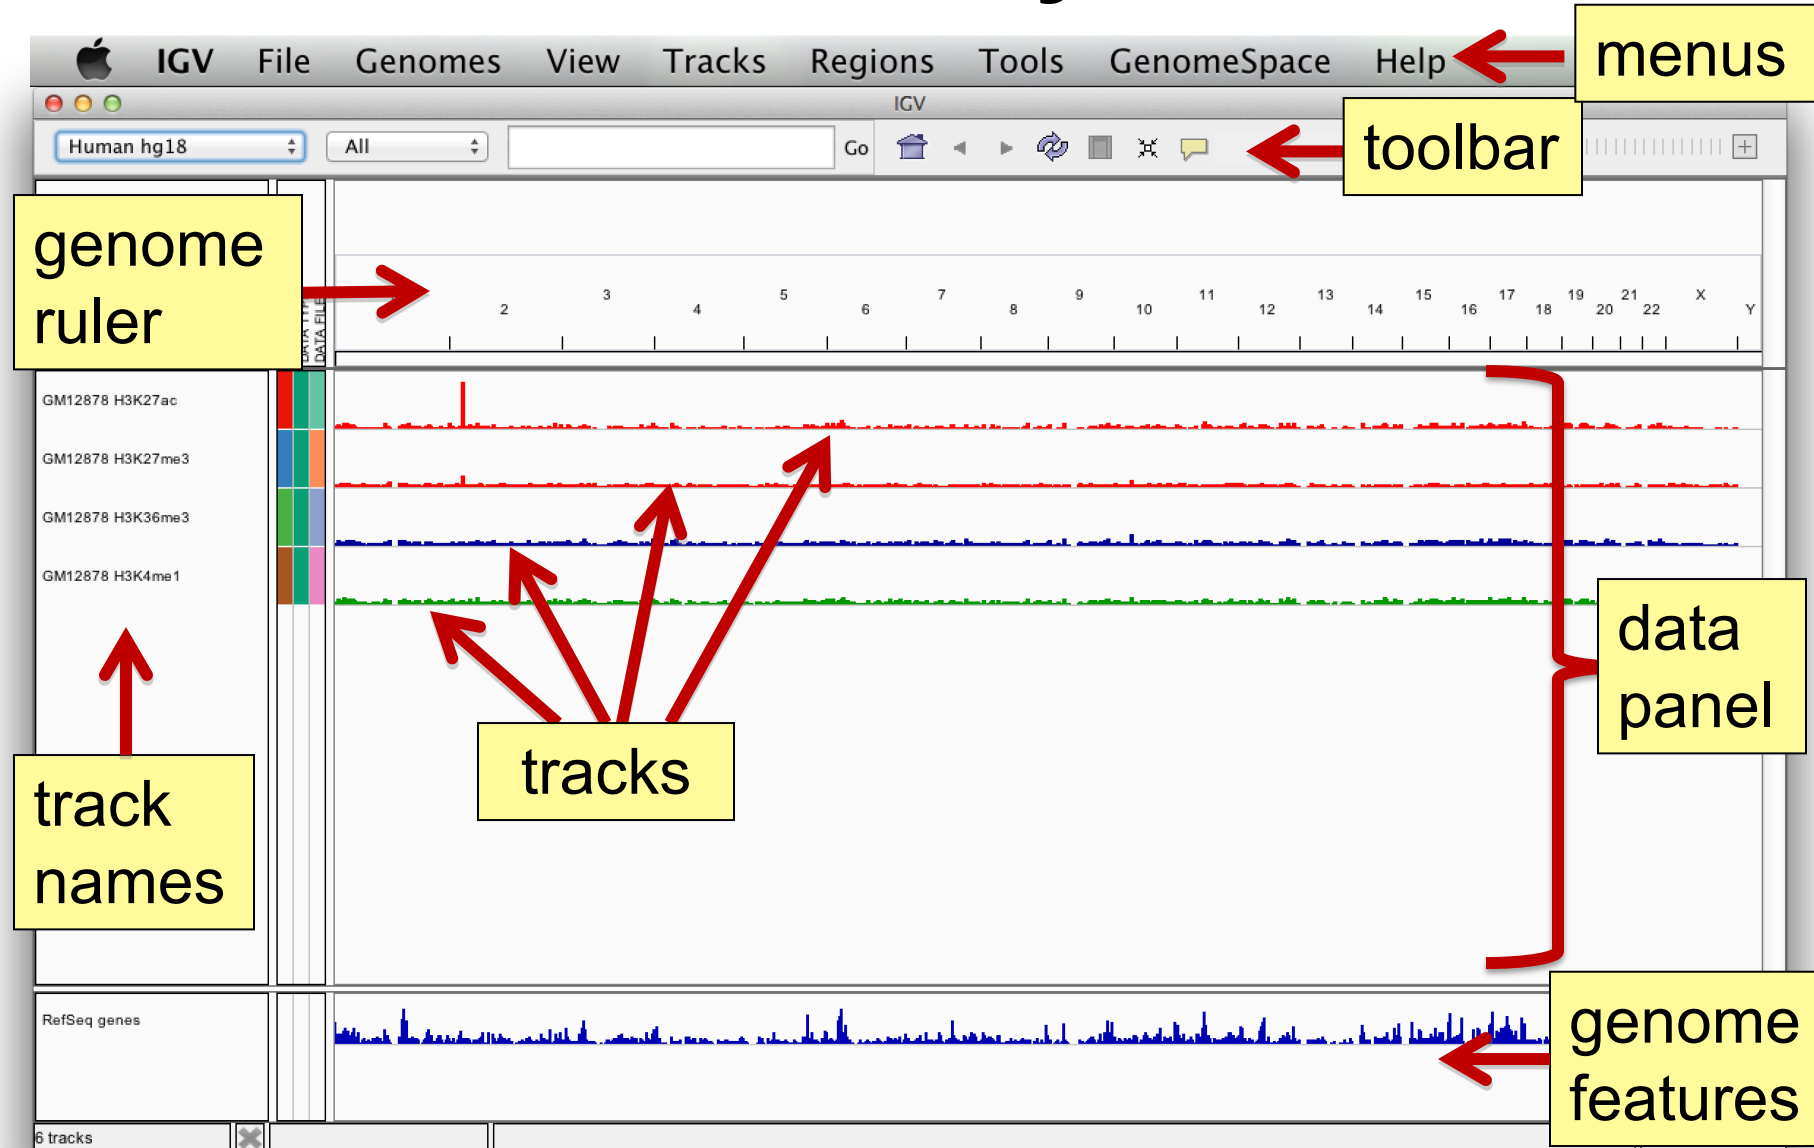 IGV File Genomes View Tracks Regions Tools GenomeSpace Help
menus
IGV
Human hg18 All Go
toolbar
genome
ruler
DATA FILE
3 5 7 9 11 13 15 17 19 21 X
2 4 6 8 10 12 14 16 18 20 22 Y
GM12878 H3K27ac
GM12878 H3K27me3
GM12878 H3K36me3
GM12878 H3K4me1
data
panel
tracks
track
names
RefSeq genes
genome
features
6 tracks